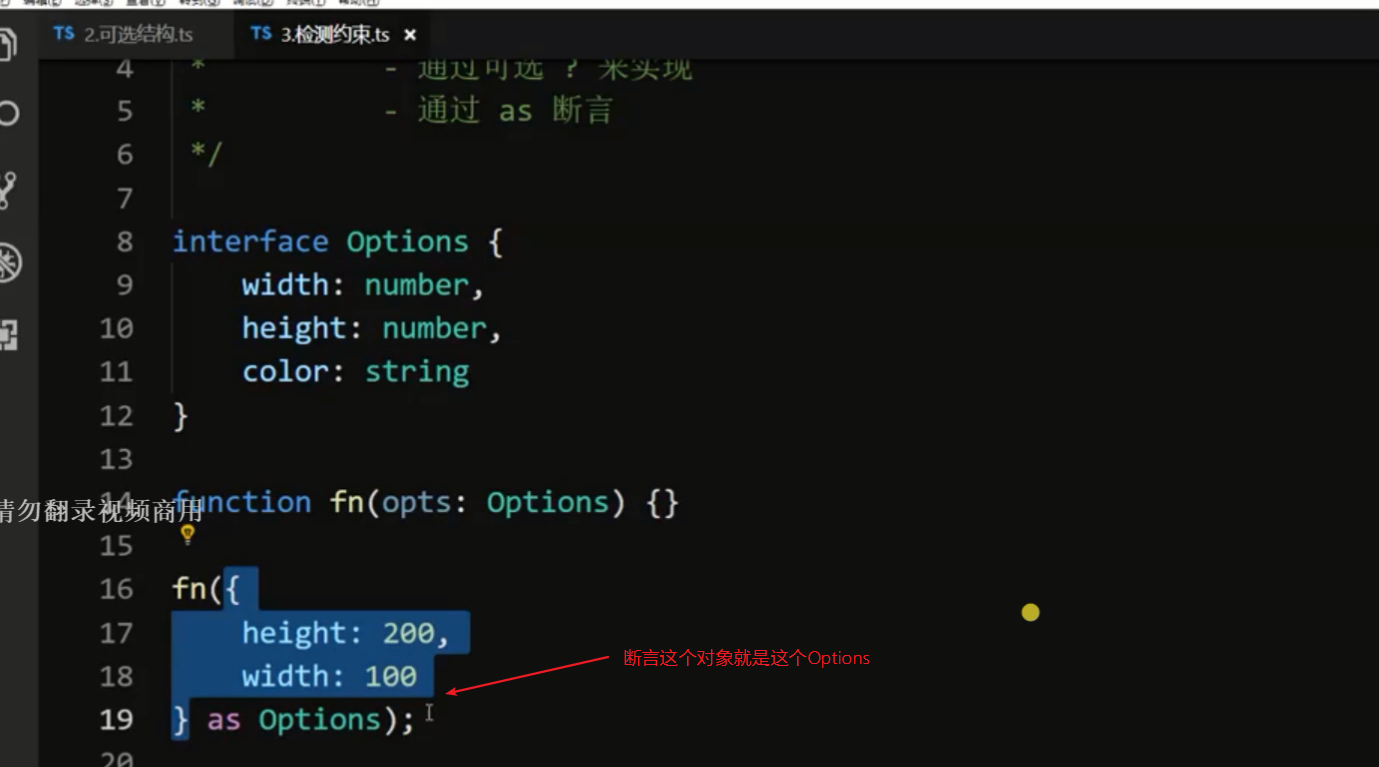 TS 2.可选结构.ts TS 3.检测约束.ts ×
4 * - 通过可选 ? 来实现
5 * - 通过 as 断言
6 */
7
8 interface Options {
9 width: number,
10 height: number,
11 color: string
12 }
13
14 function fn(opts: Options) {}
请勿翻录视频商用
15
16 fn({
17 height: 200,
断言这个对象就是这个Options
18 width: 100
19 } as Options);
20